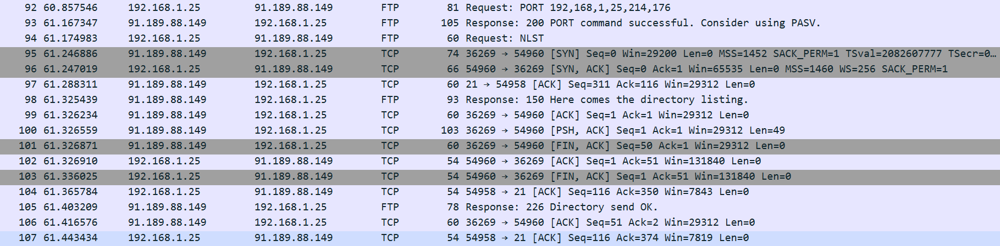 92 60.857546 192.168.1.25 91.189.88.149 FTP 81 Request: PORT 192,168,1,25,214,176
93 61.167347 91.189.88.149 192.168.1.25 FTP 105 Response: 200 PORT command successful. Consider using PASV.
94 61.174983 192.168.1.25 91.189.88.149 FTP 60 Request: NLST
95 61.246886 91.189.88.149 192.168.1.25 TCP 74 36269 → 54960 [SYN] Seq=0 Win=29200 Len=0 MSS=1452 SACK_PERM=1 TSval=2082607777 TSecr=0…
96 61.247019 192.168.1.25 91.189.88.149 TCP 66 54960 → 36269 [SYN, ACK] Seq=0 Ack=1 Win=65535 Len=0 MSS=1460 WS=256 SACK_PERM=1
97 61.288311 91.189.88.149 192.168.1.25 TCP 60 21 → 54958 [ACK] Seq=311 Ack=116 Win=29312 Len=0
98 61.325439 91.189.88.149 192.168.1.25 FTP 93 Response: 150 Here comes the directory listing.
99 61.326234 91.189.88.149 192.168.1.25 TCP 60 36269 → 54960 [ACK] Seq=1 Ack=1 Win=29312 Len=0
100 61.326559 91.189.88.149 192.168.1.25 TCP 103 36269 → 54960 [PSH, ACK] Seq=1 Ack=1 Win=29312 Len=49
101 61.326871 91.189.88.149 192.168.1.25 TCP 60 36269 → 54960 [FIN, ACK] Seq=50 Ack=1 Win=29312 Len=0
102 61.326910 192.168.1.25 91.189.88.149 TCP 54 54960 → 36269 [ACK] Seq=1 Ack=51 Win=131840 Len=0
103 61.336025 192.168.1.25 91.189.88.149 TCP 54 54960 → 36269 [FIN, ACK] Seq=1 Ack=51 Win=131840 Len=0
104 61.365784 192.168.1.25 91.189.88.149 TCP 54 54958 → 21 [ACK] Seq=116 Ack=350 Win=7843 Len=0
105 61.403209 91.189.88.149 192.168.1.25 FTP 78 Response: 226 Directory send OK.
106 61.416576 91.189.88.149 192.168.1.25 TCP 60 36269 → 54960 [ACK] Seq=51 Ack=2 Win=29312 Len=0
107 61.443434 192.168.1.25 91.189.88.149 TCP 54 54958 → 21 [ACK] Seq=116 Ack=374 Win=7819 Len=0